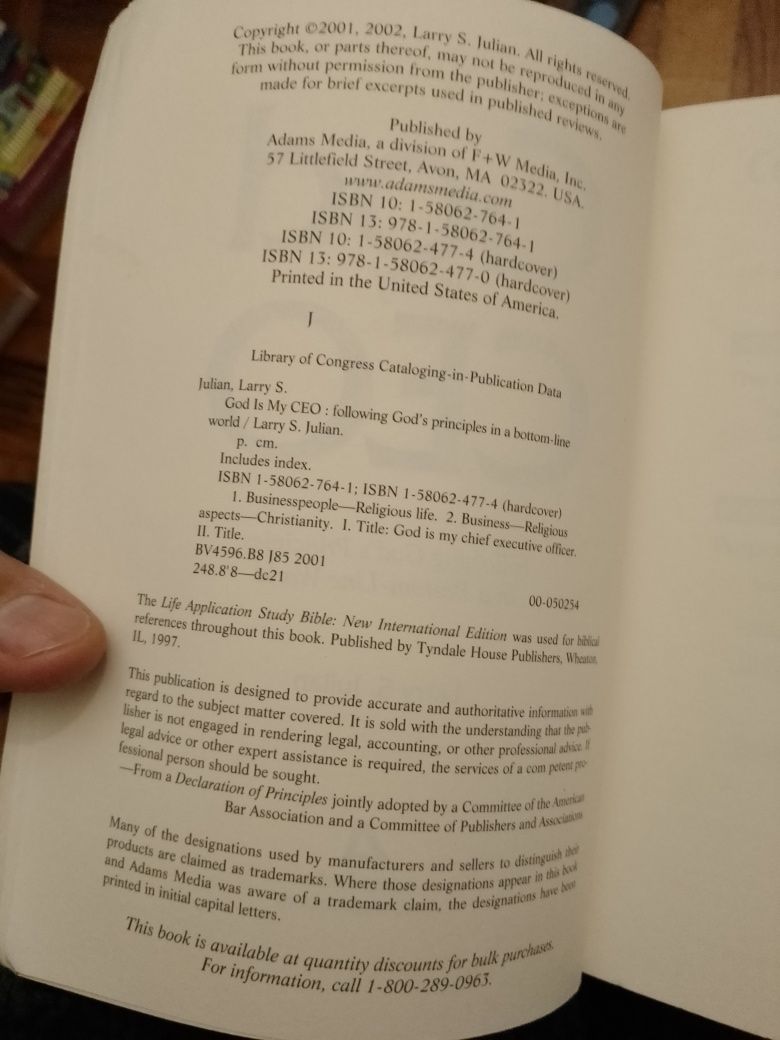 Copyright ©2001, 2002, Larry S. Julian. All rights reserved.
This book, or parts thereof, may not be reproduced in any
form without permission from the publisher; exceptions are
made for brief excerpts used in published reviews.
Published by
Adams Media, a division of F+W Media, Inc.
57 Littlefield Street, Avon, MA 02322. USA.
www.adamsmedia.com
ISBN 10: 1-58062-764-1
ISBN 13: 978-1-58062-764-1
ISBN 10: 1-58062-477-4 (hardcover)
ISBN 13: 978-1-58062-477-0 (hardcover)
Printed in the United States of America.
J
Library of Congress Cataloging-in-Publication Data
Julian, Larry S.
God Is My CEO : following God's principles in a bottom-line
world / Larry S. Julian.
p. cm.
Includes index.
ISBN 1-58062-764-1; ISBN 1-58062-477-4 (hardcover)
1. Businesspeople—Religious life. 2. Business—Religious
aspects—Christianity. I. Title: God is my chief executive officer.
II. Title.
BV4596.B8 J85 2001
248.8'8—dc21
00-050254
The Life Application Study Bible: New International Edition was used for biblical
references throughout this book. Published by Tyndale House Publishers, Wheaton,
IL, 1997.
This publication is designed to provide accurate and authoritative information with
regard to the subject matter covered. It is sold with the understanding that the pub-
lisher is not engaged in rendering legal, accounting, or other professional advice. If
legal advice or other expert assistance is required, the services of a com petent pro-
fessional person should be sought.
—From a Declaration of Principles jointly adopted by a Committee of the American
Bar Association and a Committee of Publishers and Associations
Many of the designations used by manufacturers and sellers to distinguish their
products are claimed as trademarks. Where those designations appear in this book
and Adams Media was aware of a trademark claim, the designations have been
printed in initial capital letters.
This book is available at quantity discounts for bulk purchases.
For information, call 1-800-289-0963.